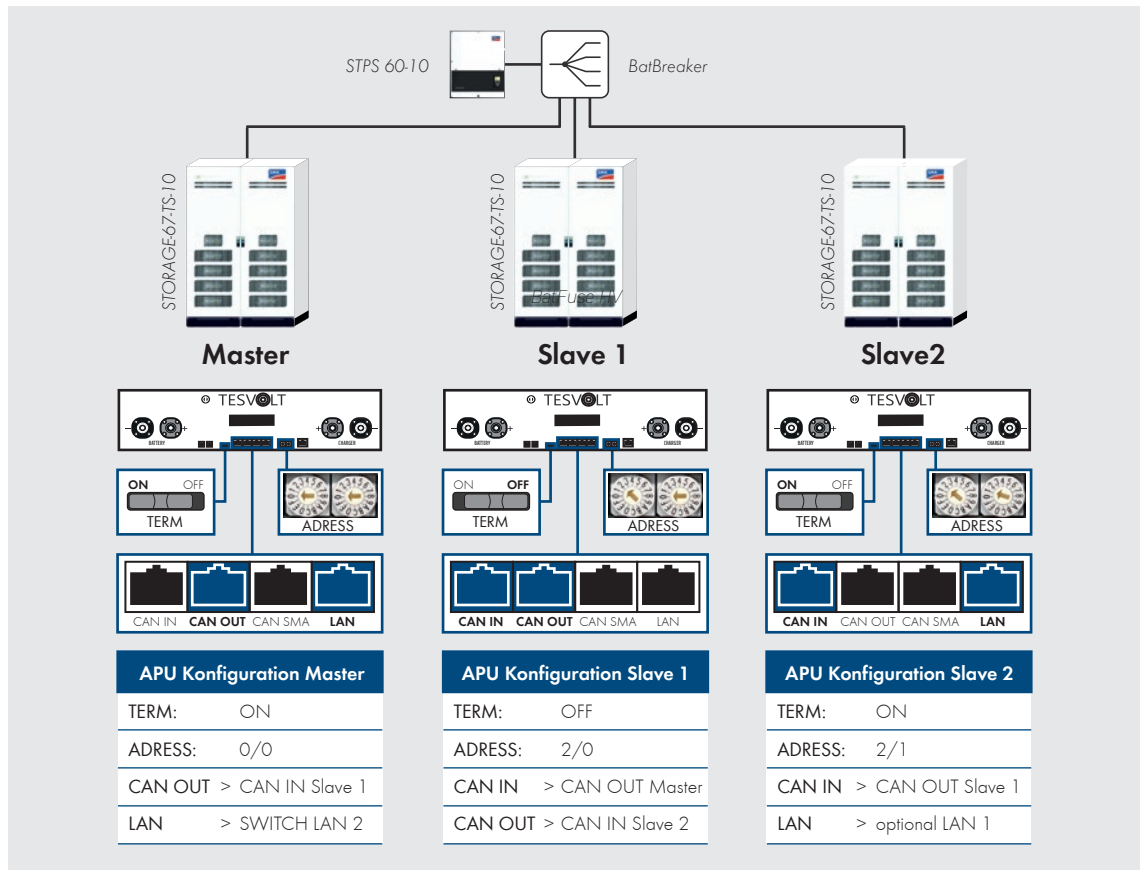 STPS 60-10
BatBreaker
STORAGE-67-TS-10
STORAGE-67-TS-10
BatFuse HV
STORAGE-67-TS-10
Master
Slave 1
Slave2
TESVOLT
BATTERY
CHARGER
TESVOLT
BATTERY
CHARGER
TESVOLT
BATTERY
CHARGER
ON OFF
TERM
ADRESS
ON OFF
TERM
ADRESS
ON OFF
TERM
ADRESS
CAN IN CAN OUT CAN SMA LAN
CAN IN CAN OUT CAN SMA LAN
CAN IN CAN OUT CAN SMA LAN
APU Konfiguration Master
TERM: ON
ADRESS: 0/0
CAN OUT > CAN IN Slave 1
LAN > SWITCH LAN 2
APU Konfiguration Slave 1
TERM: OFF
ADRESS: 2/0
CAN IN > CAN OUT Master
CAN OUT > CAN IN Slave 2
APU Konfiguration Slave 2
TERM: ON
ADRESS: 2/1
CAN IN > CAN OUT Slave 1
LAN > optional LAN 1